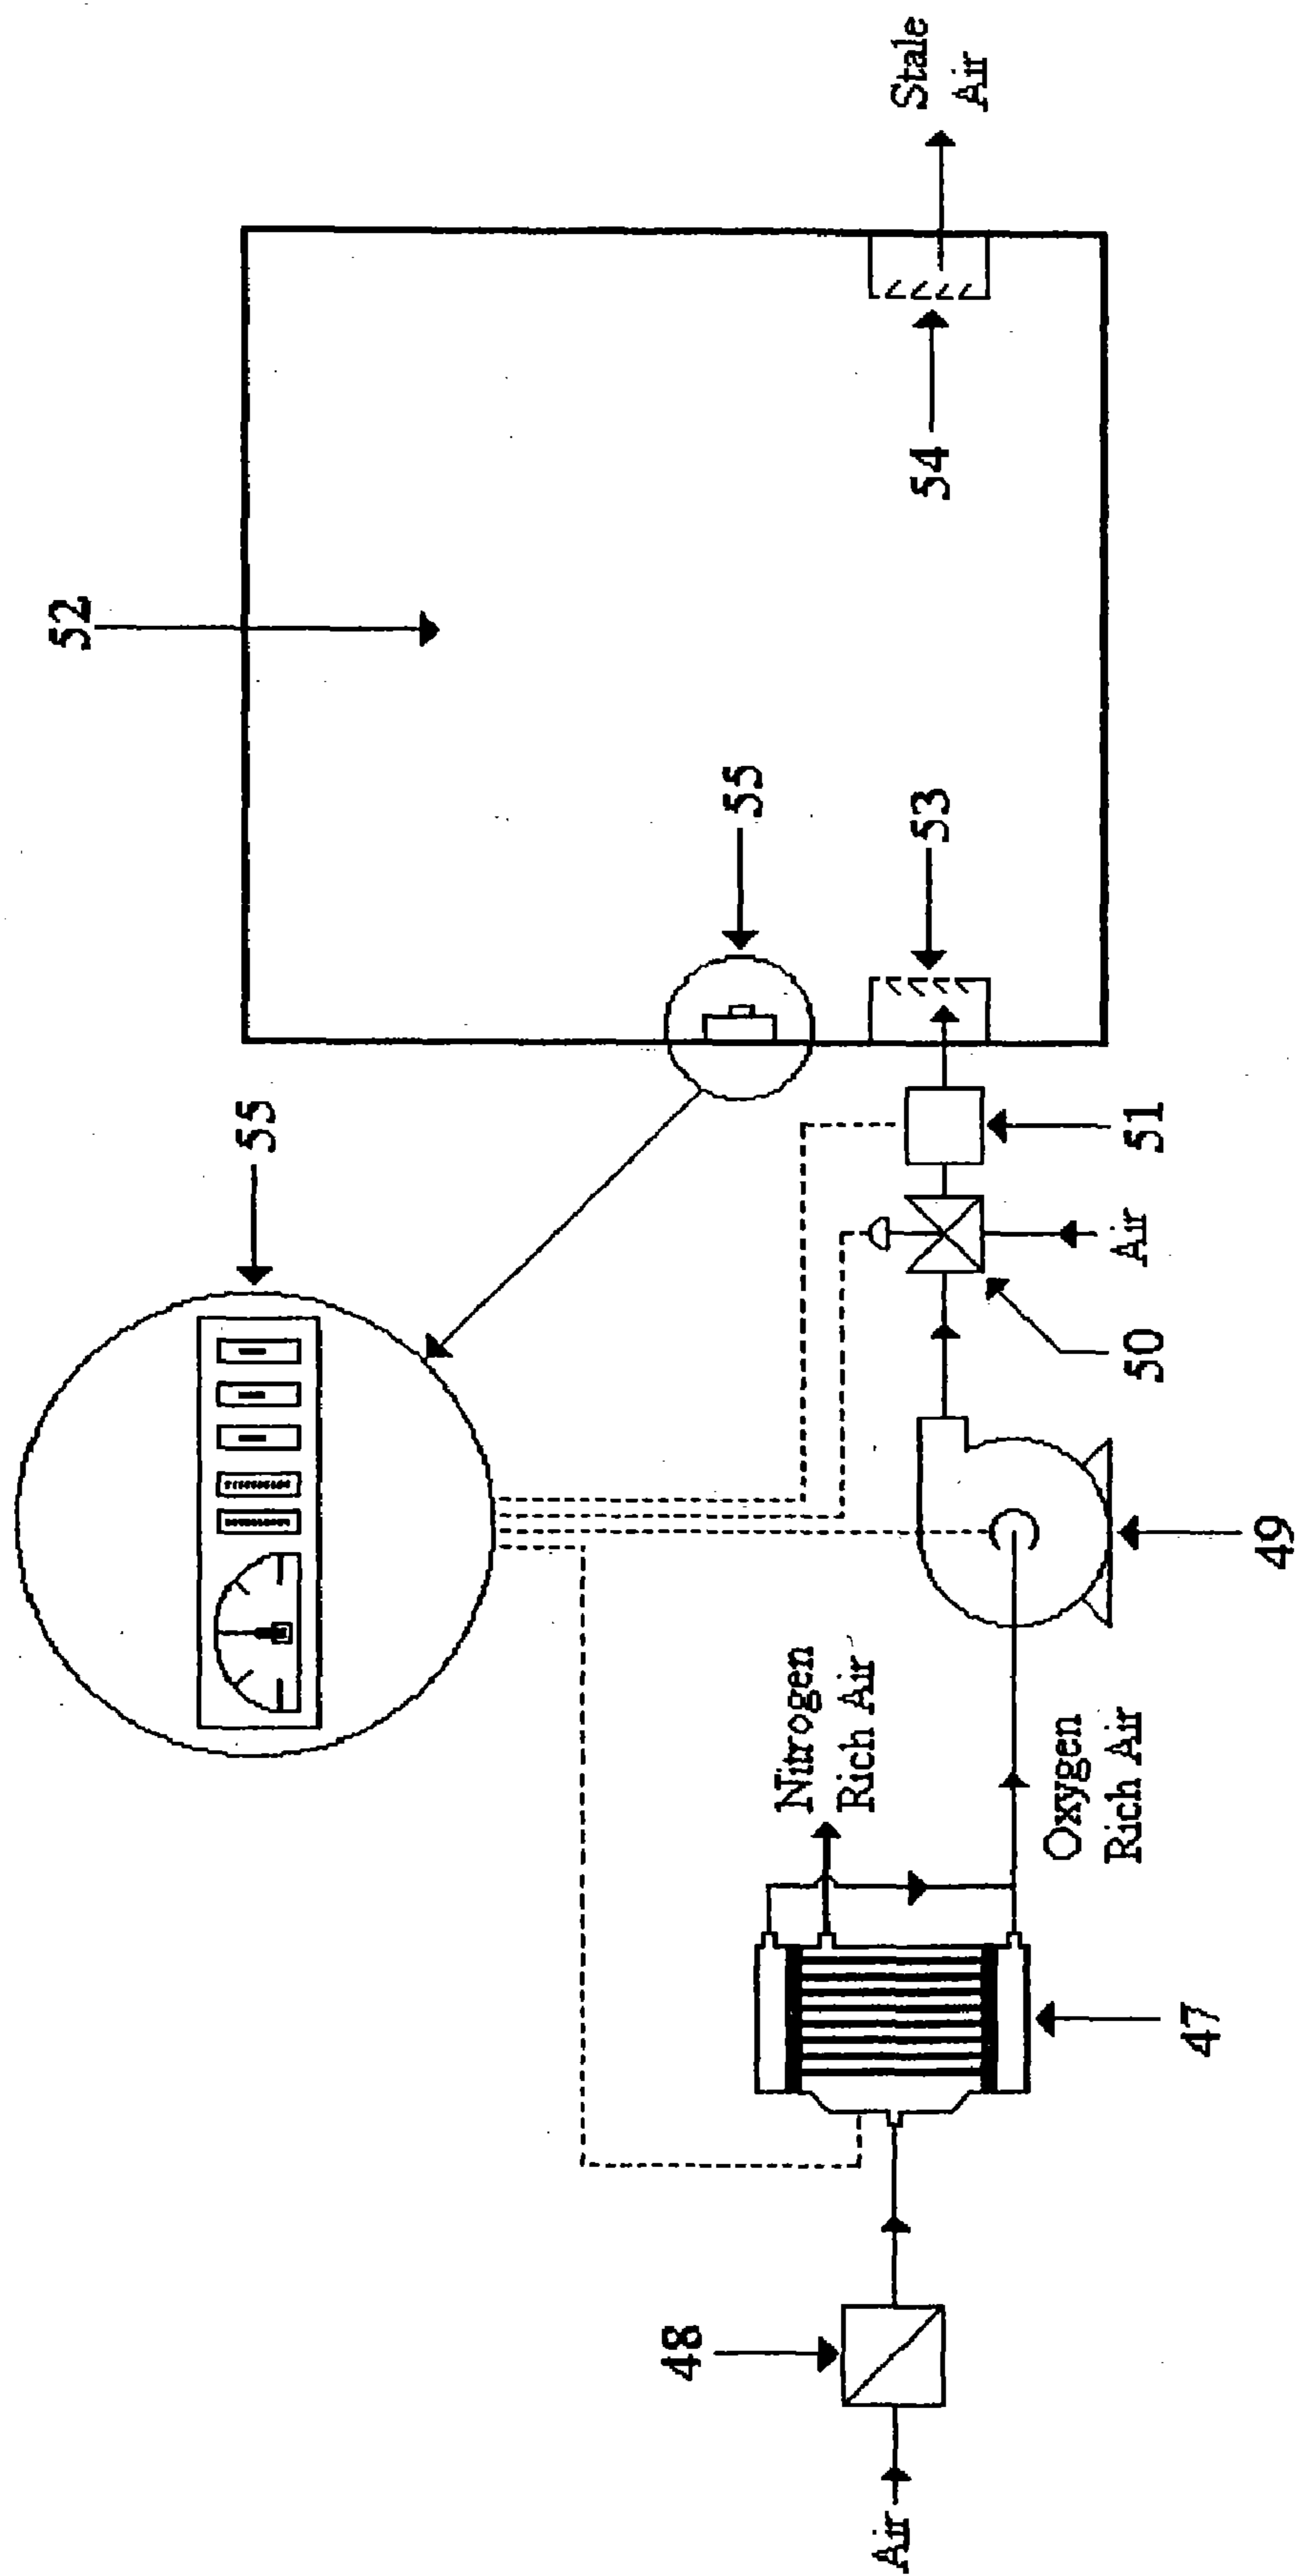 55
52
Stale
Air
54
55
53
51
Air
50
49
Nitrogen
Rich Air
Oxygen
Rich Air
47
48
Air